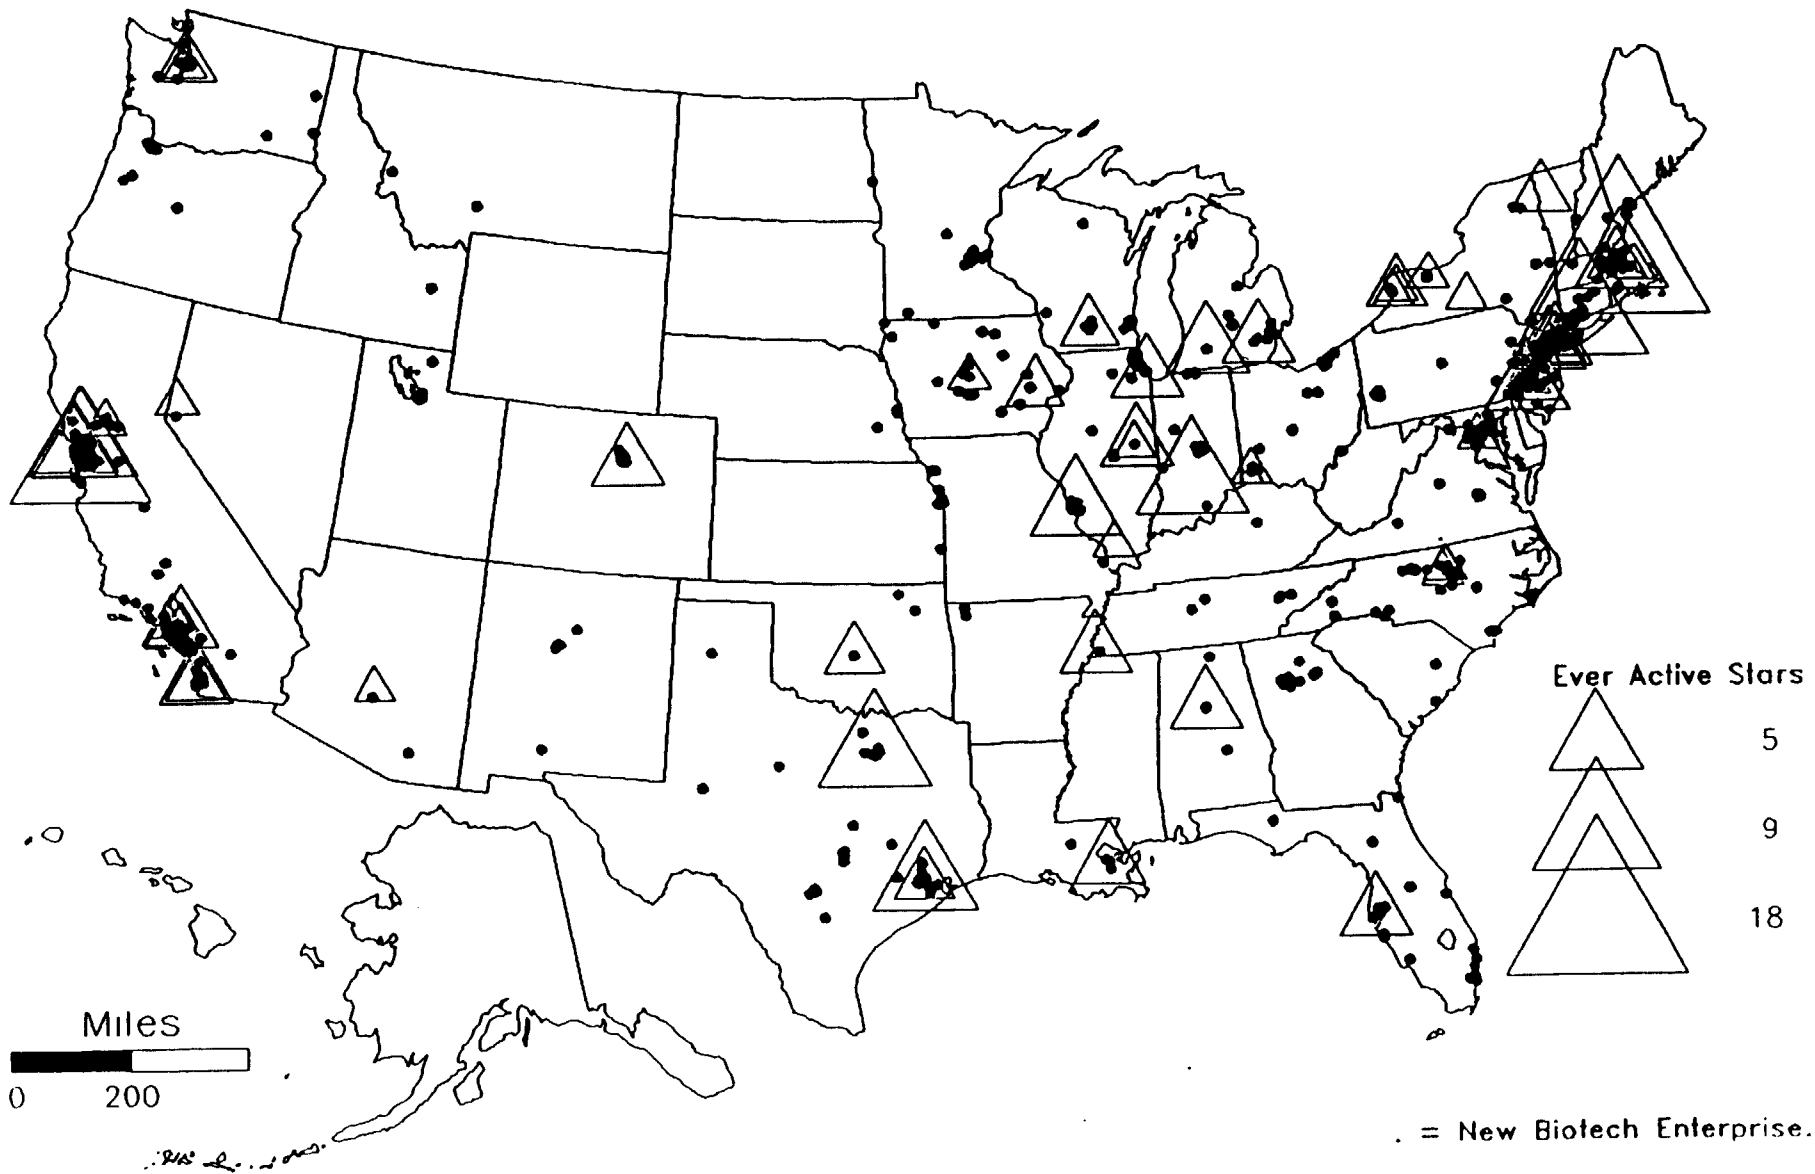 Ever Active Stars
5
9
18
Miles
0 200
. = New Biotech Enterprise.